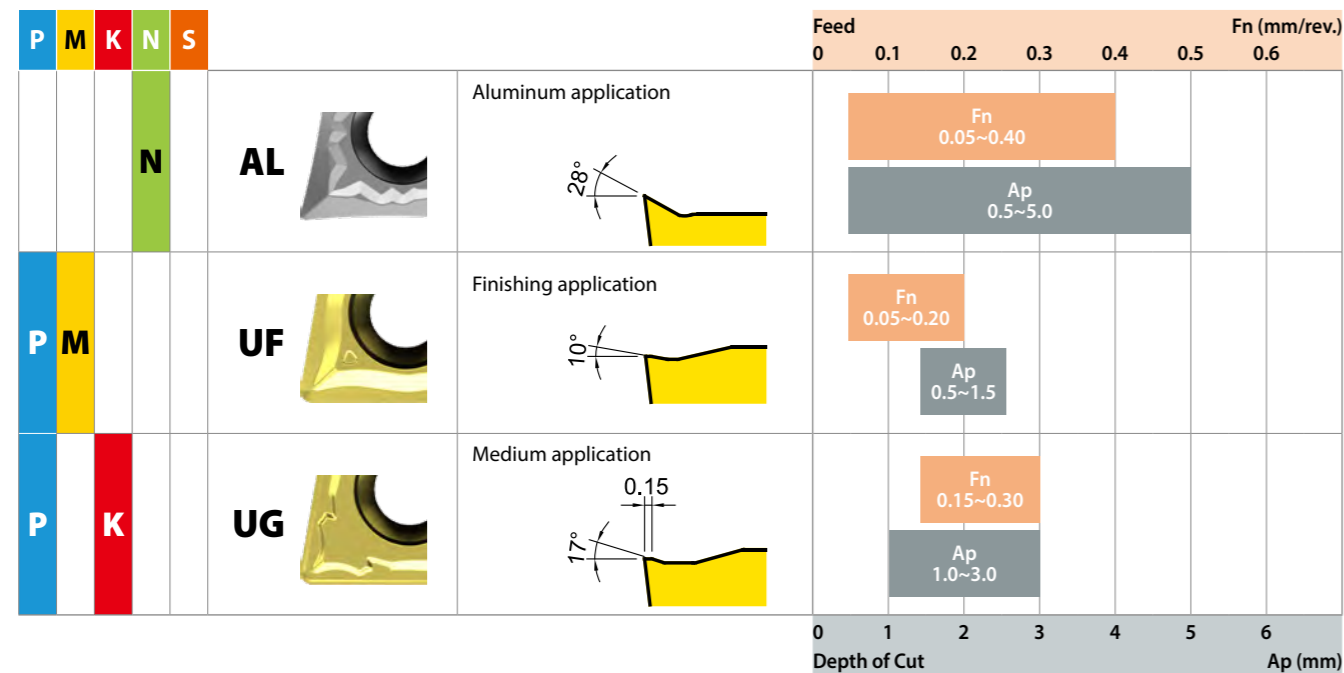 P M K N S
Feed Fn (mm/rev.)
0 0.1 0.2 0.3 0.4 0.5 0.6
N
AL
Aluminum application
28°
Fn
0.05~0.40
Ap
0.5~5.0
P M
UF
Finishing application
10°
Fn
0.05~0.20
Ap
0.5~1.5
P K
UG
Medium application
0.15
17°
Fn
0.15~0.30
Ap
1.0~3.0
0 1 2 3 4 5 6
Depth of Cut Ap (mm)